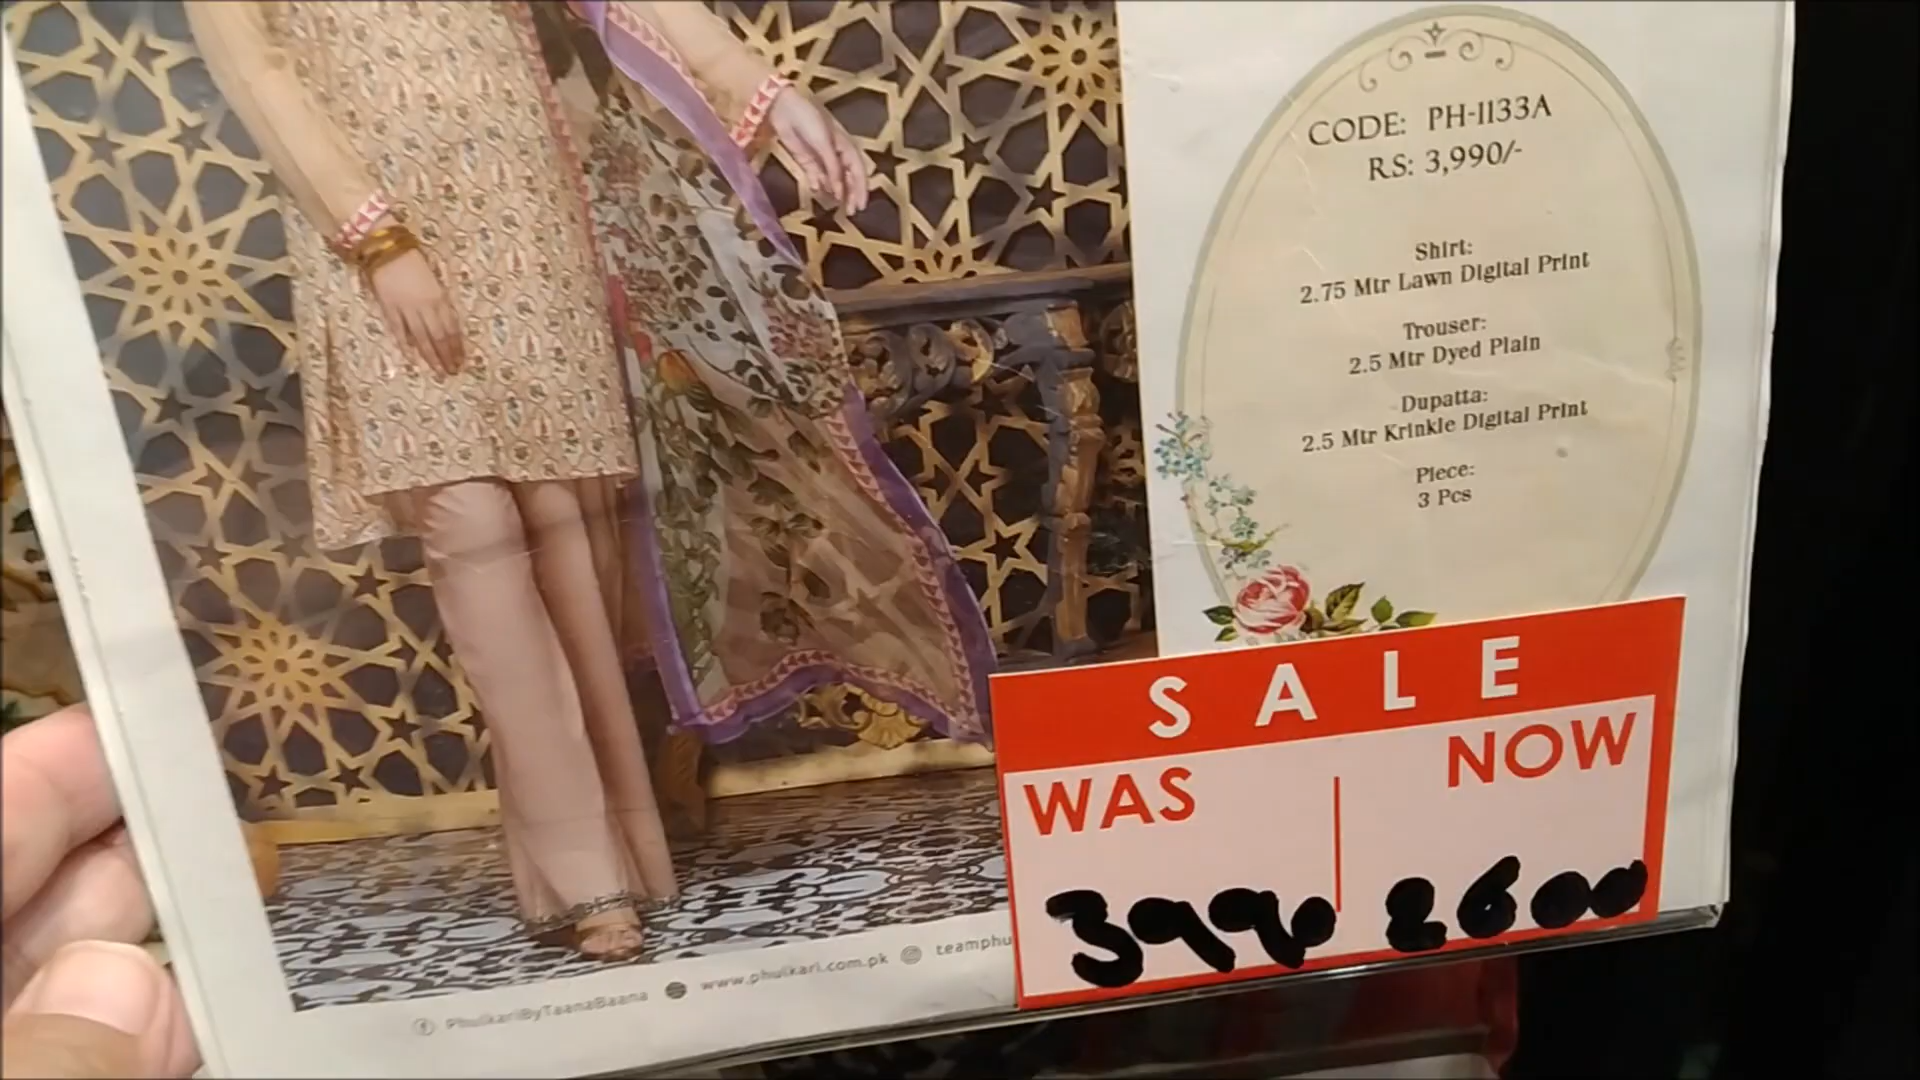 CODE: PH-1133A
RS: 3,990/-
Shirt:
2.75 Mtr Lawn Digital Print
Trouser:
2.5 Mtr Dyed Plain
Dupatta:
2.5 Mtr Krinkle Digital Print
Piece:
3 Pcs
SALE
WAS NOW
3990 2600
PhulkariByTaanaBaana www.phulkari.com.pk teamphu